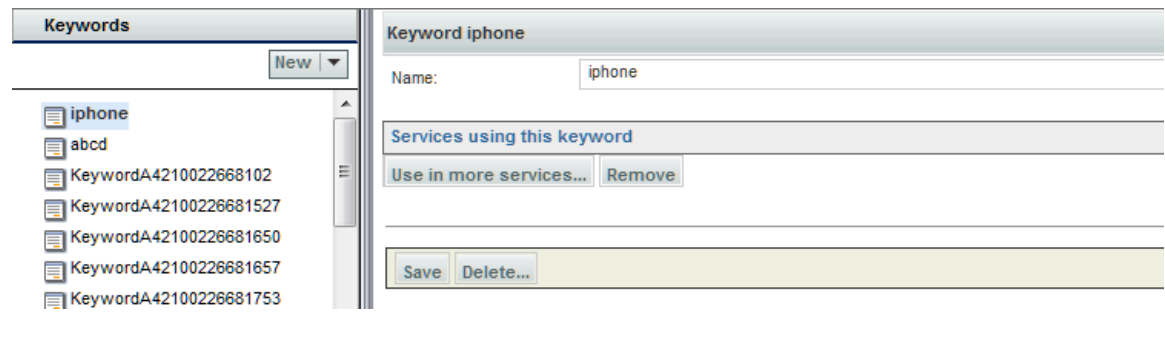 Keywords
New
iphone
abcd
KeywordA4210022668102
KeywordA42100226681527
KeywordA42100226681650
KeywordA42100226681657
KeywordA42100226681753
Keyword iphone
Name: iphone
Services using this keyword
Use in more services... Remove
Save Delete...